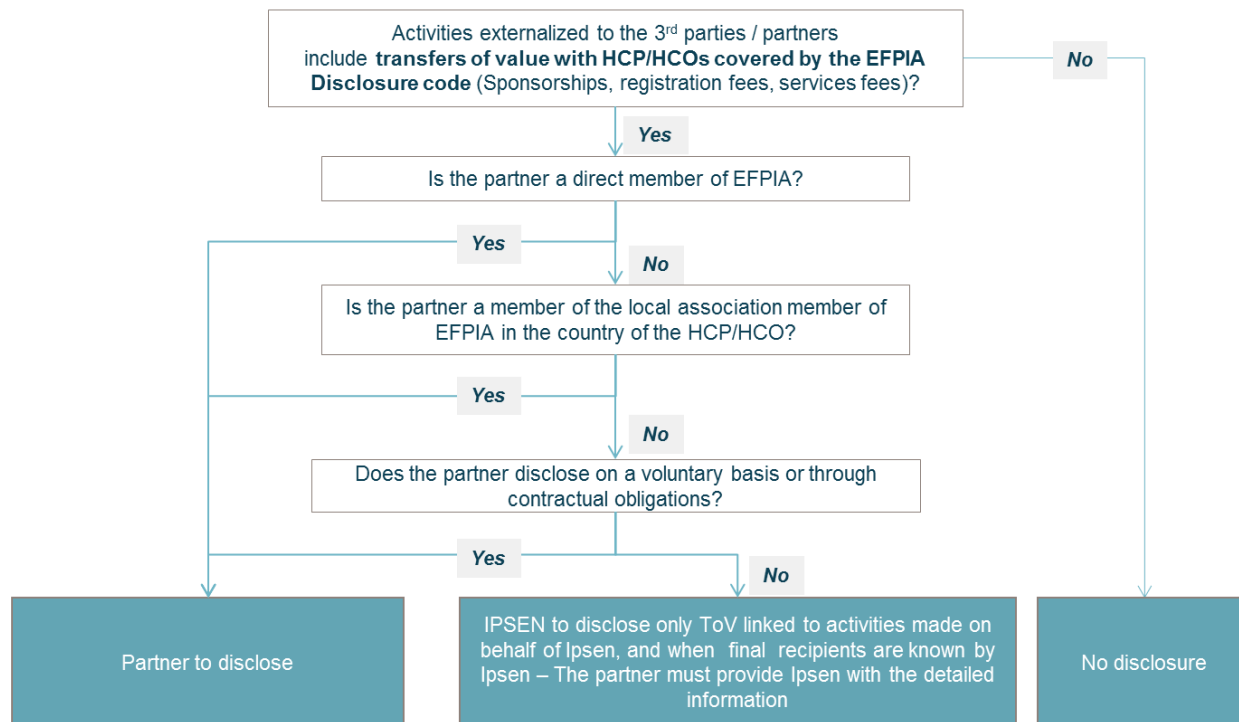 Activities externalized to the 3rd parties / partners
include transfers of value with HCP/HCOs covered by the EFPIA
Disclosure code (Sponsorships, registration fees, services fees)?
No
Yes
Is the partner a direct member of EFPIA?
Yes
No
Is the partner a member of the local association member of
EFPIA in the country of the HCP/HCO?
Yes
No
Does the partner disclose on a voluntary basis or through
contractual obligations?
Yes
No
Partner to disclose
IPSEN to disclose only ToV linked to activities made on
behalf of Ipsen, and when final recipients are known by
Ipsen – The partner must provide Ipsen with the detailed
information
No disclosure